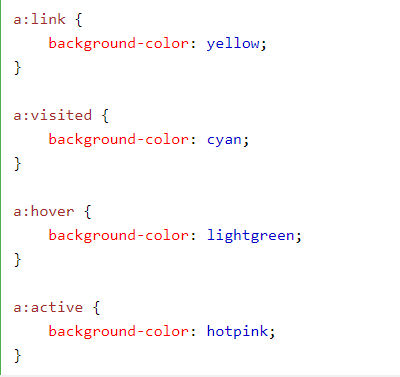 a:link {
    background-color: yellow;
}

a:visited {
    background-color: cyan;
}

a:hover {
    background-color: lightgreen;
}

a:active {
    background-color: hotpink;
}